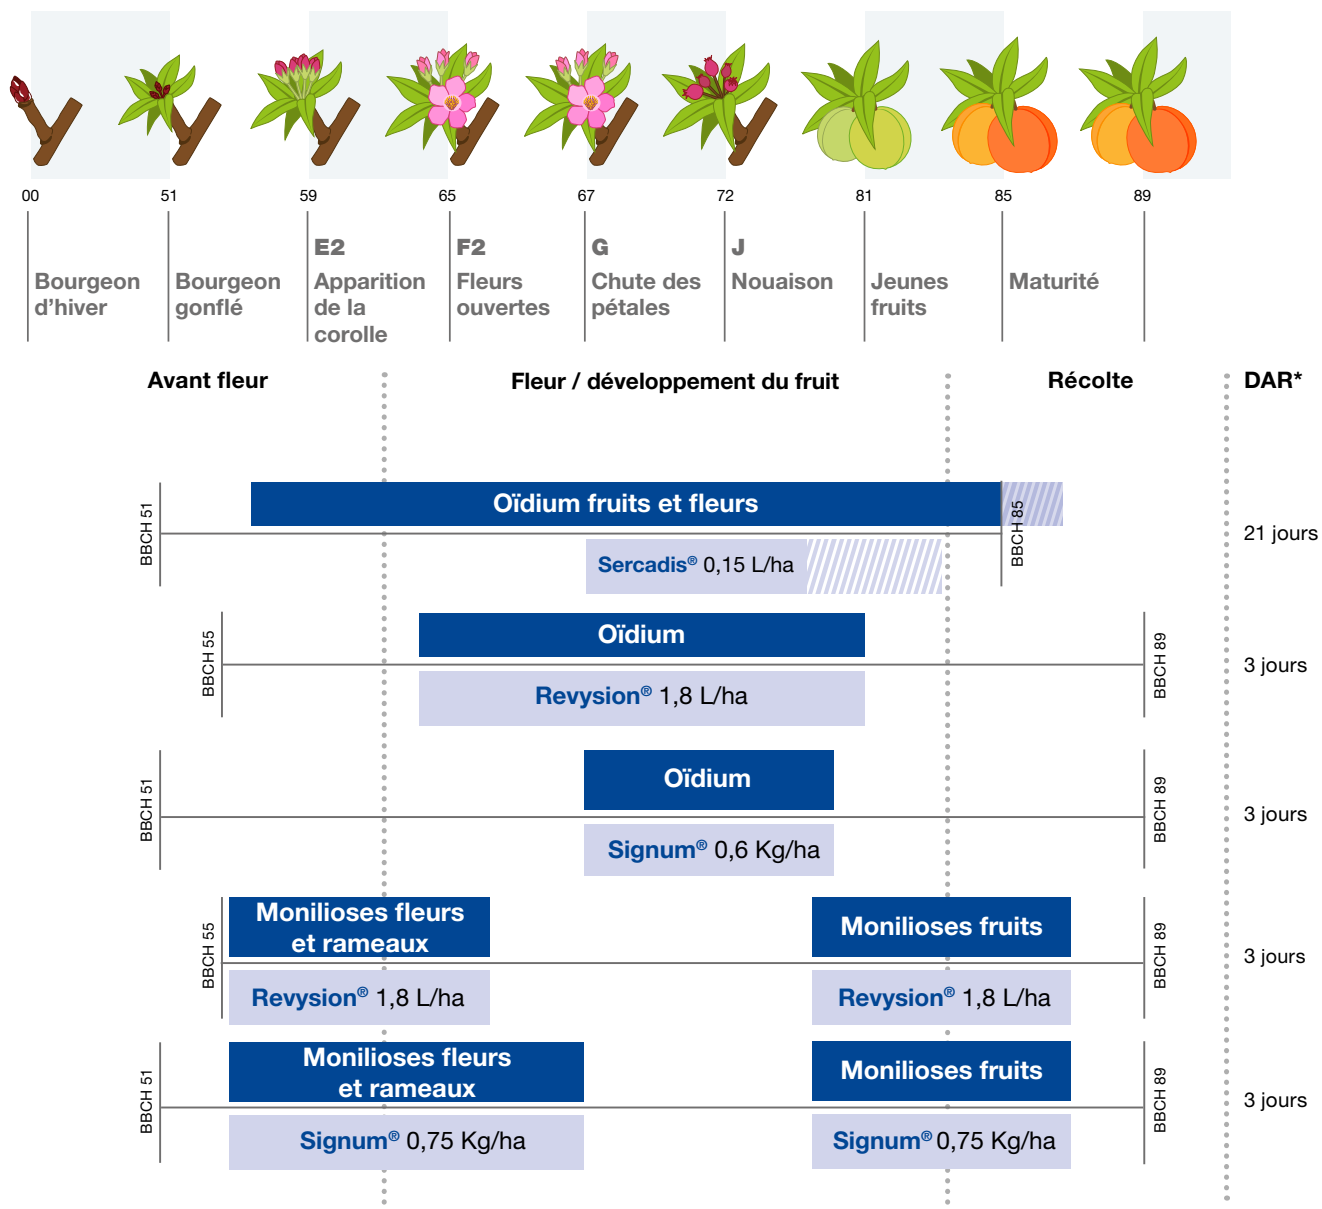 00 51 59 65 67 72 81 85 89
E2 F2 G J
Bourgeon Bourgeon Apparition Fleurs Chute des Nouaison Jeunes Maturité
d’hiver gonflé de la ouvertes pétales fruits
corolle
Avant fleur Fleur / développement du fruit Récolte DAR*
BBCH 51
Oïdium fruits et fleurs
BBCH 85
Sercadis® 0,15 L/ha
21 jours
BBCH 55
Oïdium
Revysion® 1,8 L/ha
BBCH 89
3 jours
BBCH 51
Oïdium
Signum® 0,6 Kg/ha
BBCH 89
3 jours
BBCH 55
Monilioses fleurs
et rameaux
Revysion® 1,8 L/ha
Monilioses fruits
Revysion® 1,8 L/ha
BBCH 89
3 jours
BBCH 51
Monilioses fleurs
et rameaux
Signum® 0,75 Kg/ha
Monilioses fruits
Signum® 0,75 Kg/ha
BBCH 89
3 jours